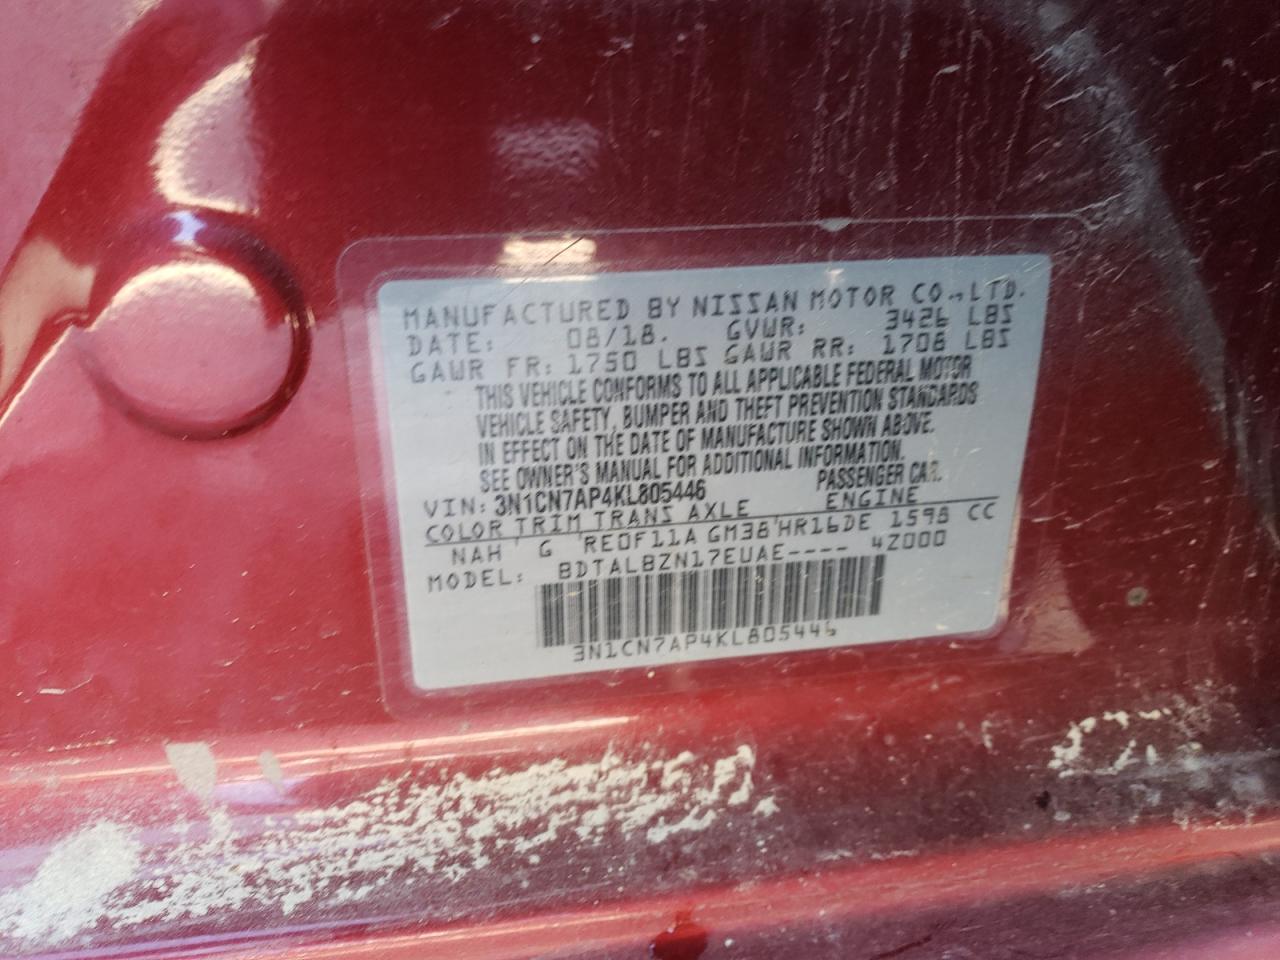 MANUFACTURED BY NISSAN MOTOR CO.,LTD.
DATE: 08/18. GVWR: 3426 LBS
GAWR FR: 1750 LBS GAWR RR: 1708 LBS
THIS VEHICLE CONFORMS TO ALL APPLICABLE FEDERAL MOTOR
VEHICLE SAFETY, BUMPER AND THEFT PREVENTION STANDARDS
IN EFFECT ON THE DATE OF MANUFACTURE SHOWN ABOVE.
SEE OWNER'S MANUAL FOR ADDITIONAL INFORMATION.
VIN: 3N1CN7AP4KL805446 PASSENGER CAR.
COLOR TRIM TRANS AXLE ENGINE
NAH G RE0F11A GM38 HR16DE 1598 CC
MODEL: BDTALBZN17EUAE---- 4Z000
3N1CN7AP4KL805446